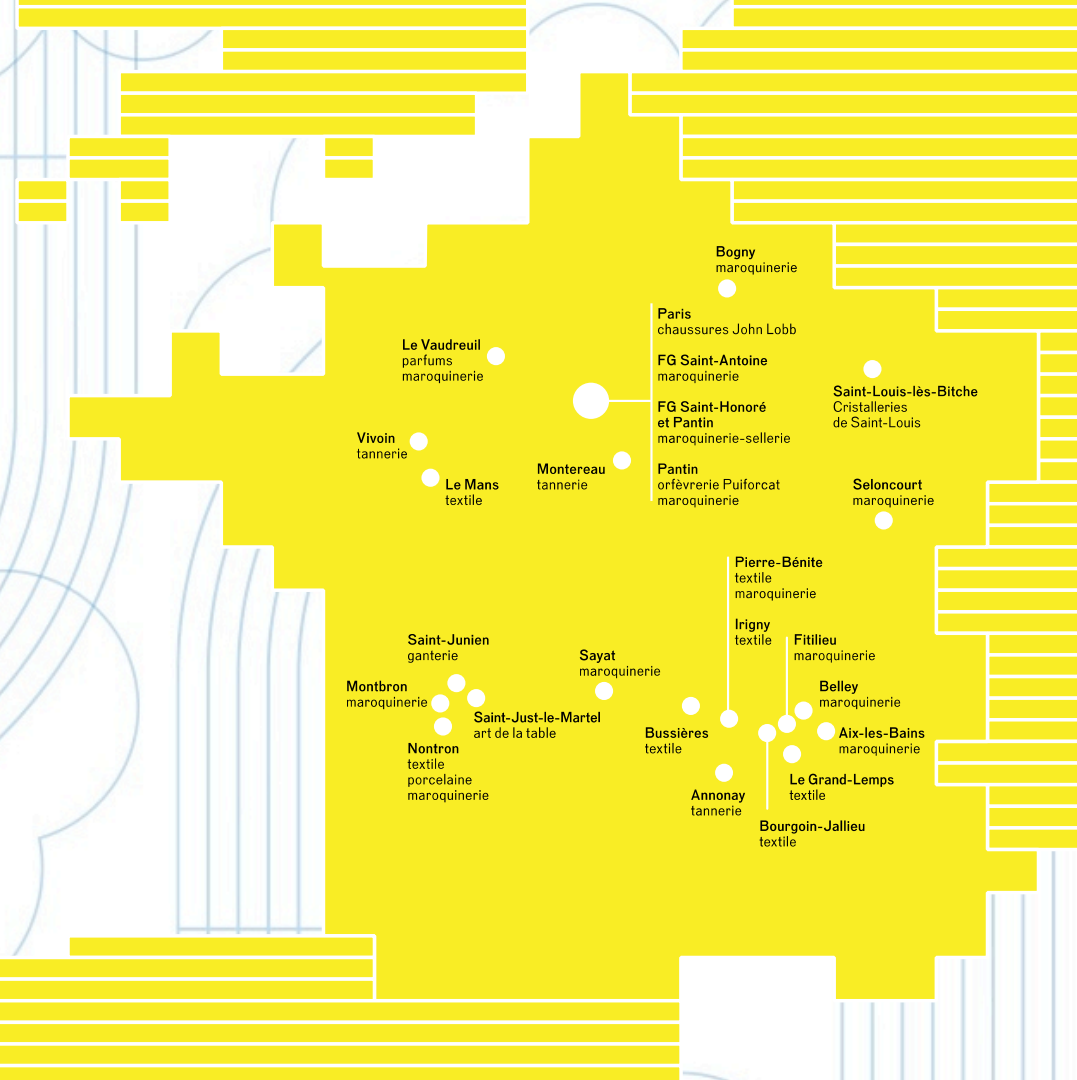 Bogny
maroquinerie
Paris
chaussures John Lobb
Le Vaudreuil
parfums
maroquinerie
FG Saint-Antoine
maroquinerie
Saint-Louis-lès-Bitche
Cristalleries
de Saint-Louis
FG Saint-Honoré
et Pantin
maroquinerie-sellerie
Vivoin
tannerie
Le Mans
textile
Montereau
tannerie
Pantin
orfèvrerie Puiforcat
maroquinerie
Seloncourt
maroquinerie
Pierre-Bénite
textile
maroquinerie
Irigny
textile
Fitilieu
maroquinerie
Saint-Junien
ganterie
Sayat
maroquinerie
Montbron
maroquinerie
Belley
maroquinerie
Saint-Just-le-Martel
art de la table
Bussières
textile
Aix-les-Bains
maroquinerie
Nontron
textile
porcelaine
maroquinerie
Le Grand-Lemps
textile
Annonay
tannerie
Bourgoin-Jallieu
textile